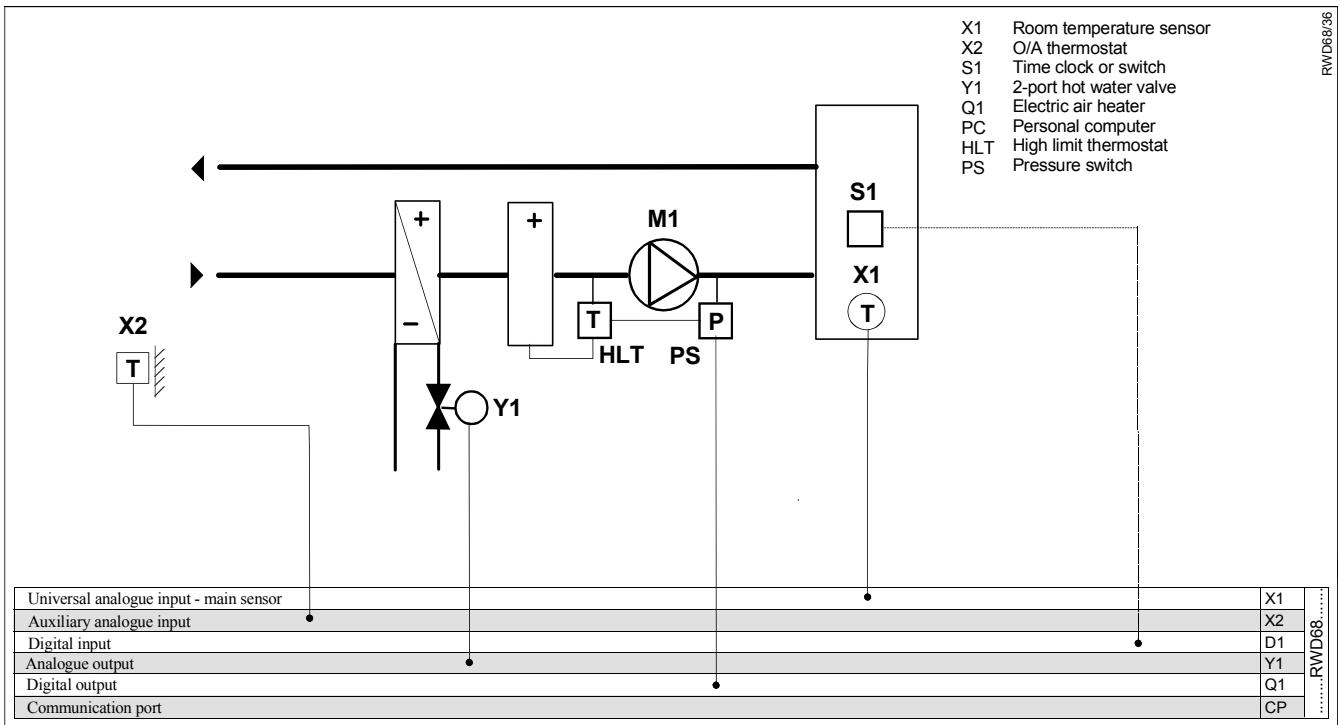 X1 Room temperature sensor
X2 O/A thermostat
S1 Time clock or switch
Y1 2-port hot water valve
Q1 Electric air heater
PC Personal computer
HLT High limit thermostat
PS Pressure switch
RWD68/36
S1
M1
+
+
X1
T
X2
T
−
T
P
HLT PS
Y1
Universal analogue input - main sensor X1
Auxiliary analogue input X2
Digital input D1
Analogue output Y1
Digital output Q1
Communication port CP
........RWD68.......